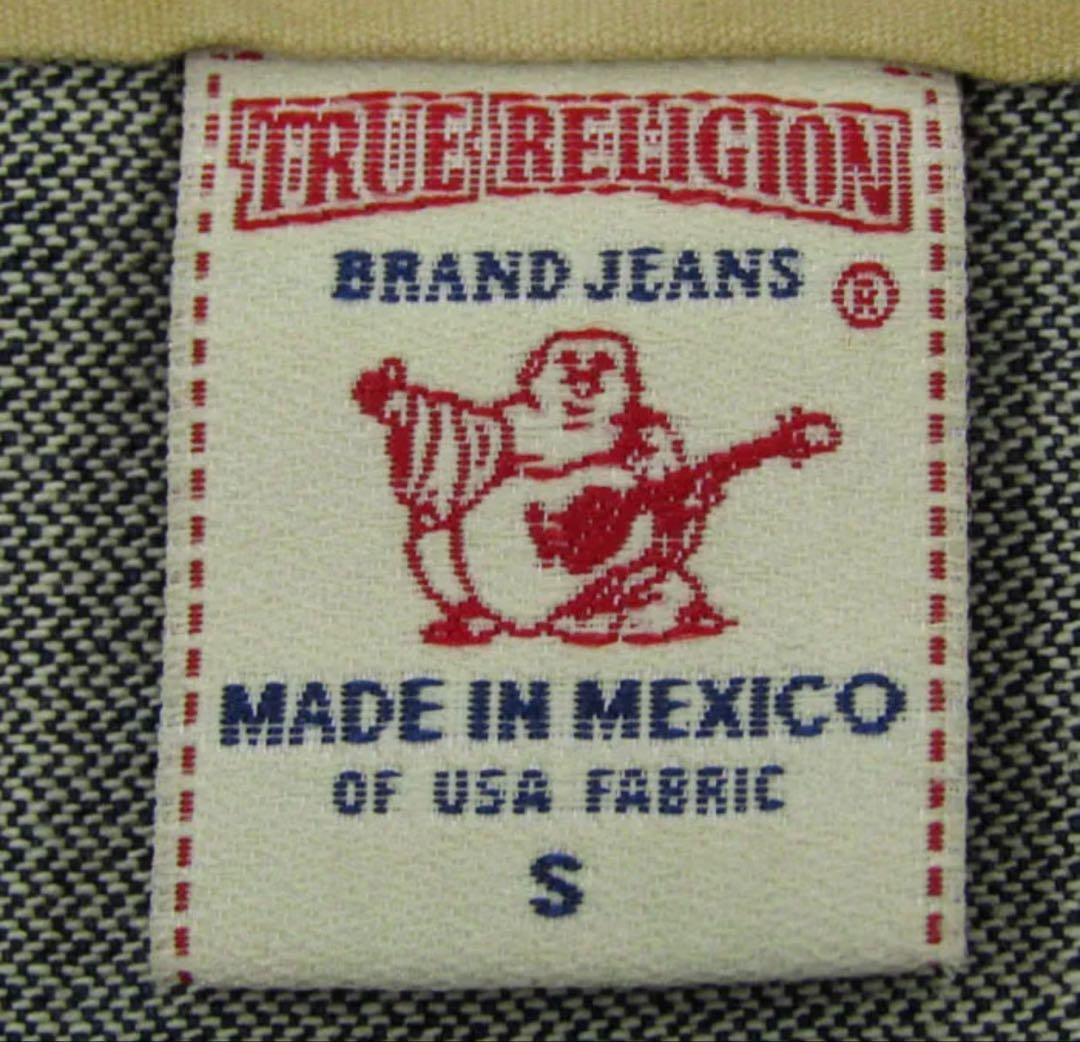 TRUE RELIGION
BRAND JEANS ®
MADE IN MEXICO
OF USA FABRIC
S